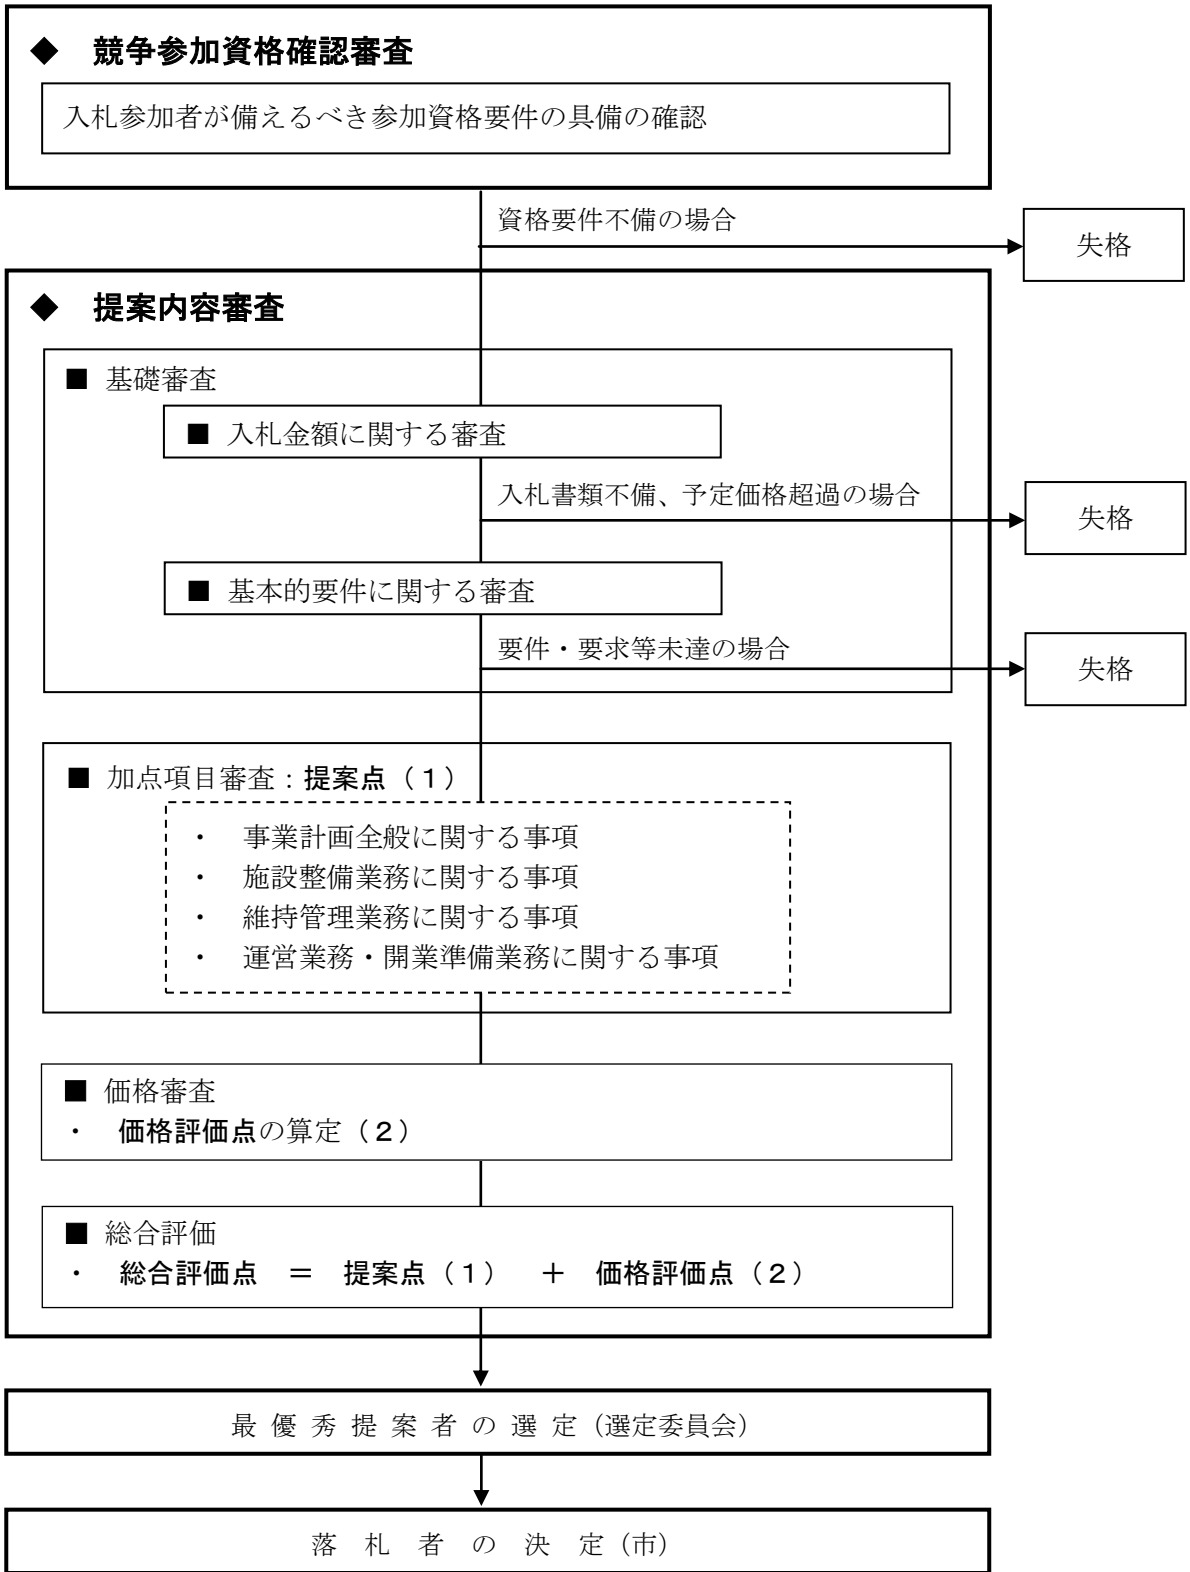 ◆ 競争参加資格確認審査
入札参加者が備えるべき参加資格要件の具備の確認
資格要件不備の場合
失格
◆ 提案内容審査
■ 基礎審査
■ 入札金額に関する審査
入札書類不備、予定価格超過の場合
失格
■ 基本的要件に関する審査
要件・要求等未達の場合
失格
■ 加点項目審査：提案点（１）
・ 事業計画全般に関する事項
・ 施設整備業務に関する事項
・ 維持管理業務に関する事項
・ 運営業務・開業準備業務に関する事項
■ 価格審査
・ 価格評価点の算定（２）
■ 総合評価
・ 総合評価点 ＝ 提案点（１） ＋ 価格評価点（２）
最 優 秀 提 案 者 の 選 定（選定委員会）
落 札 者 の 決 定（市）